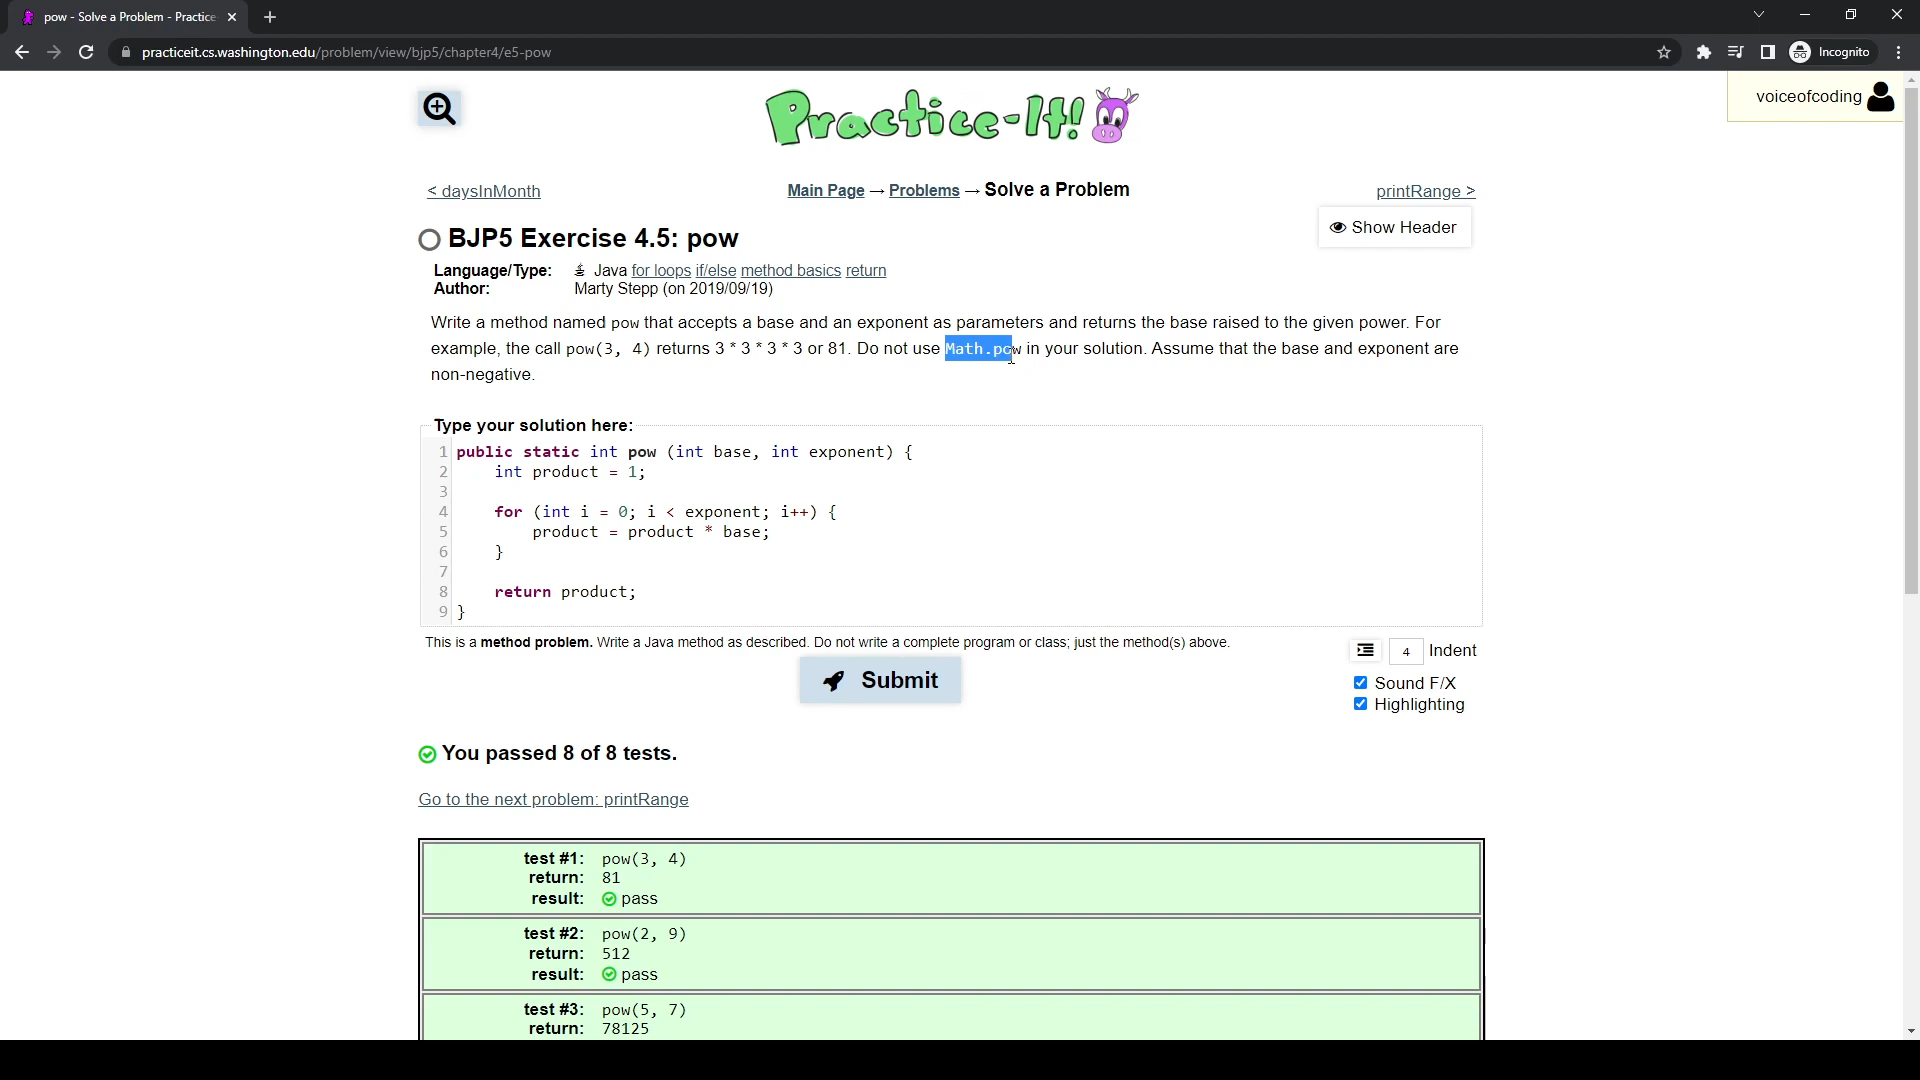 pow - Solve a Problem - Practice
practiceit.cs.washington.edu/problem/view/bjp5/chapter4/e5-pow
Incognito
Practice-It!
voiceofcoding
< daysInMonth
Main Page → Problems → Solve a Problem
printRange >
Show Header
BJP5 Exercise 4.5: pow
Language/Type: Java for loops if/else method basics return
Author: Marty Stepp (on 2019/09/19)
Write a method named pow that accepts a base and an exponent as parameters and returns the base raised to the given power. For
example, the call pow(3, 4) returns 3 * 3 * 3 * 3 or 81. Do not use Math.pow in your solution. Assume that the base and exponent are
non-negative.
Type your solution here:
1 public static int pow (int base, int exponent) {
2     int product = 1;
3
4     for (int i = 0; i < exponent; i++) {
5         product = product * base;
6     }
7
8     return product;
9 }
This is a method problem. Write a Java method as described. Do not write a complete program or class; just the method(s) above.
4 Indent
Submit
Sound F/X
Highlighting
You passed 8 of 8 tests.
Go to the next problem: printRange
test #1: pow(3, 4)
return: 81
result: pass
test #2: pow(2, 9)
return: 512
result: pass
test #3: pow(5, 7)
return: 78125